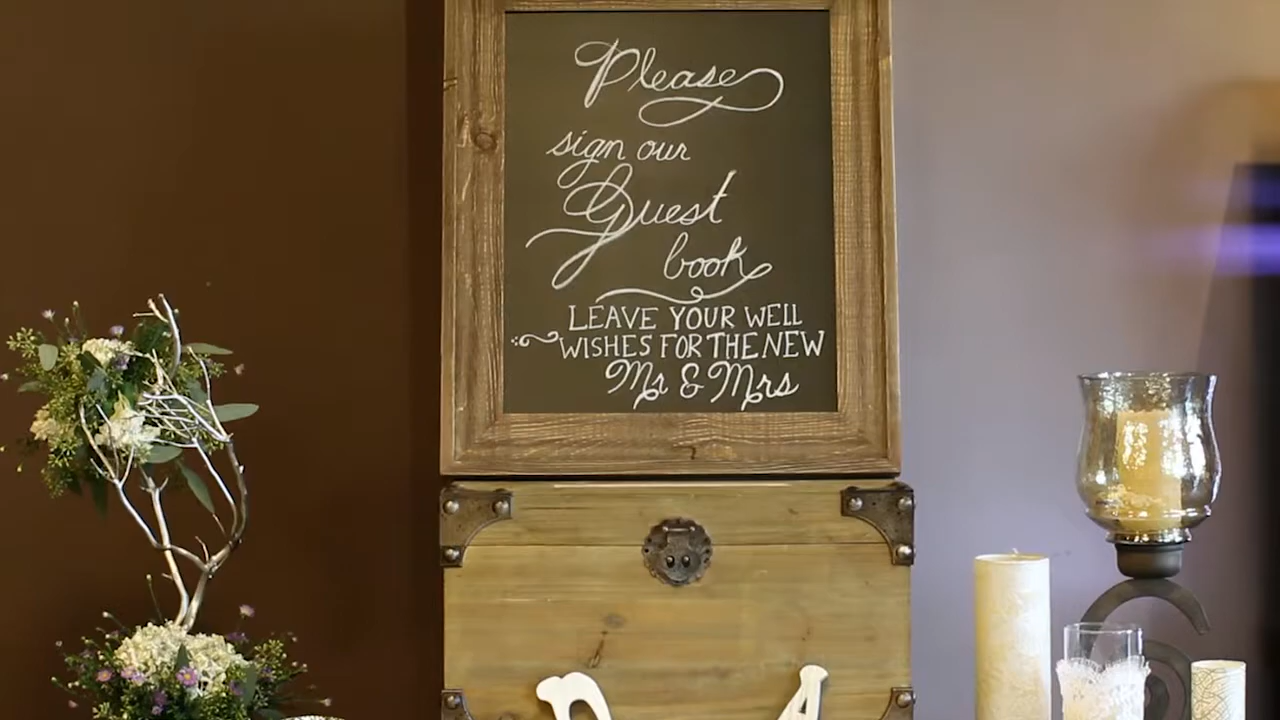 Please
sign our
Guest
book
LEAVE YOUR WELL
WISHES FOR THE NEW
Mr & Mrs